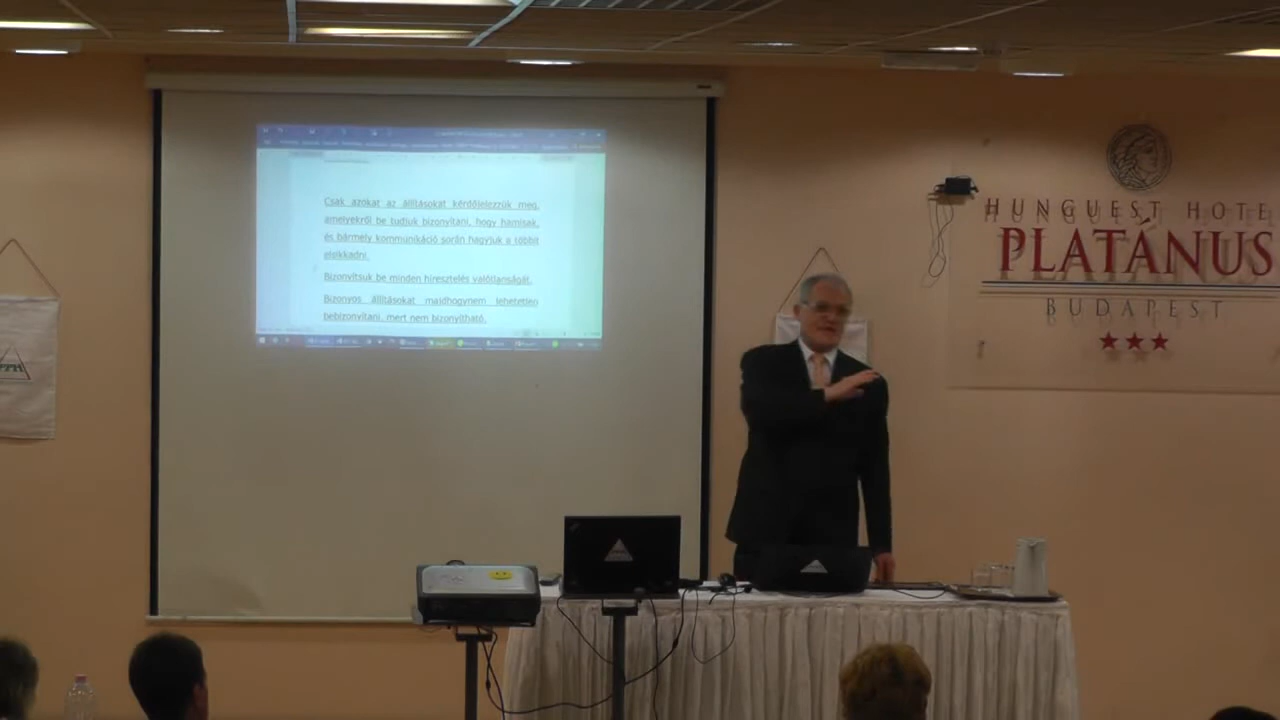 Csak azokat az állításokat kérdőjelezzük meg,
amelyekről be tudjuk bizonyítani, hogy hamisak,
és bármely kommunikáció során hagyjuk a többit
elsikkadni.
Bizonyítsuk be minden híresztelés valótlanságát.
Bizonyos állításokat majdhogynem lehetetlen
bebizonyítani, mert nem bizonyítható.
HUNGUEST HOTE
PLATÁNUS
BUDAPEST